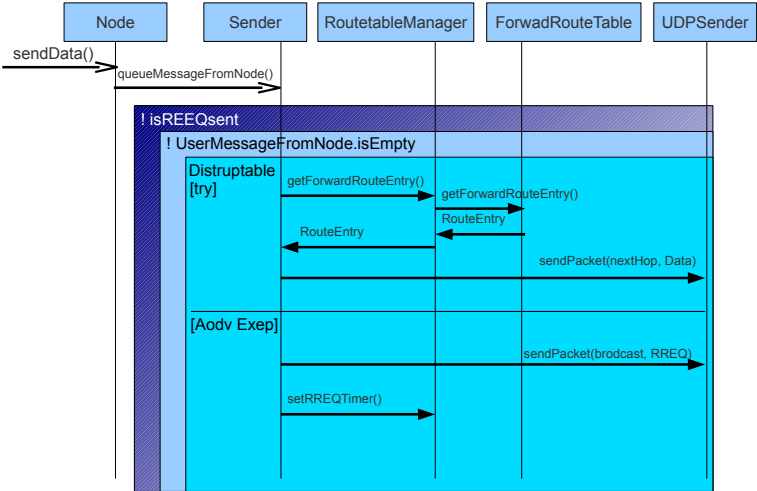 Node
Sender
RoutetableManager
ForwadRouteTable
UDPSender
sendData()
queueMessageFromNode()
! isREEQsent
! UserMessageFromNode.isEmpty
Distruptable
[try]
getForwardRouteEntry()
getForwardRouteEntry()
RouteEntry
RouteEntry
sendPacket(nextHop, Data)
[Aodv Exep]
sendPacket(brodcast, RREQ)
setRREQTimer()